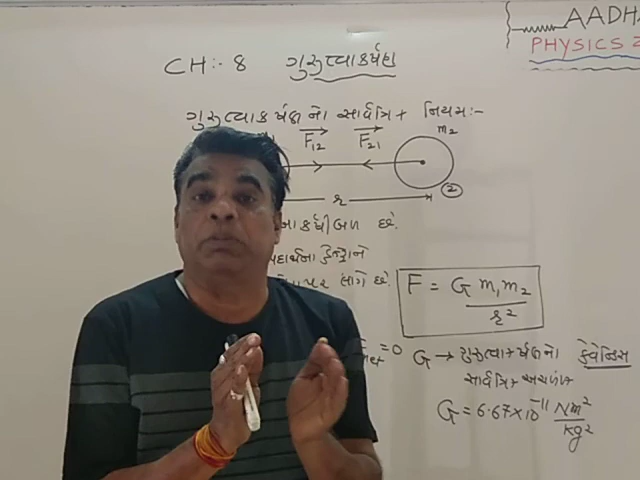 AADHA
PHYSICS
CH:- 8 ગુરુત્વાકર્ષણ
ગુરુત્વાકર્ષણનો સાર્વત્રિક નિયમ:-
F12 F21 m2
r
2
આકર્ષીબળ છે.
પદાર્થના કેન્દ્રને
પર લાગે છે.
F = G m1m2 / r2
=0 G → ગુરુત્વાકર્ષણનો કેવેન્ડિસ
સાર્વત્રિક અચળાંક
G = 6.67×10-11 Nm2 / kg2